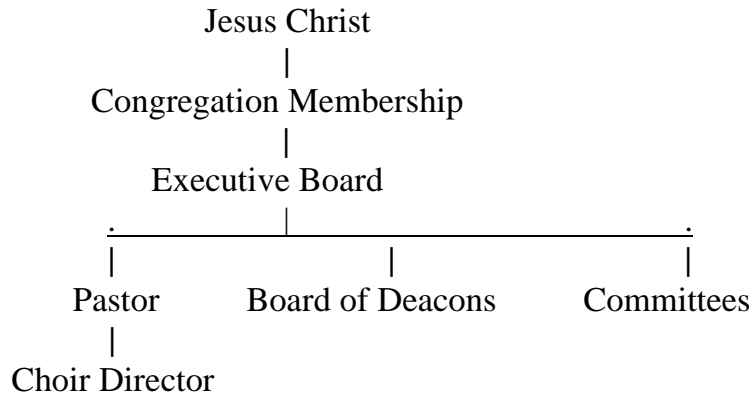 Jesus Christ
Congregation Membership
Executive Board
Pastor Board of Deacons Committees
Choir Director